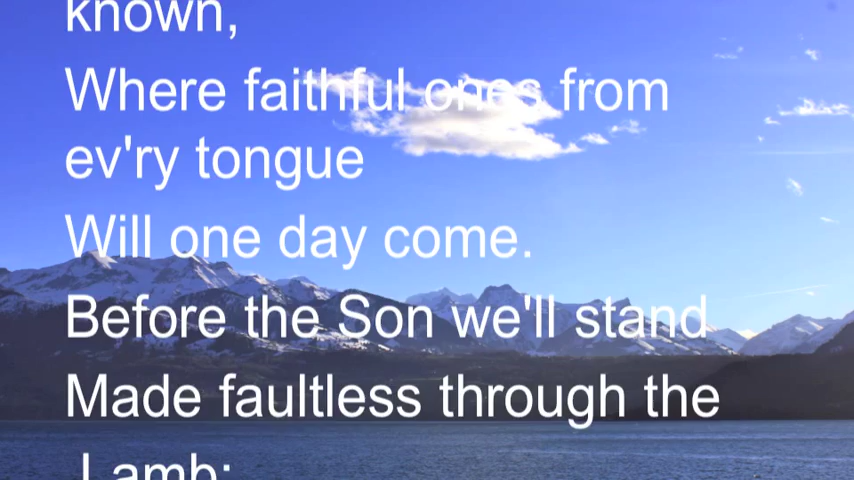 known,
Where faithful ones from
ev'ry tongue
Will one day come.
Before the Son we'll stand
Made faultless through the
Lamb;